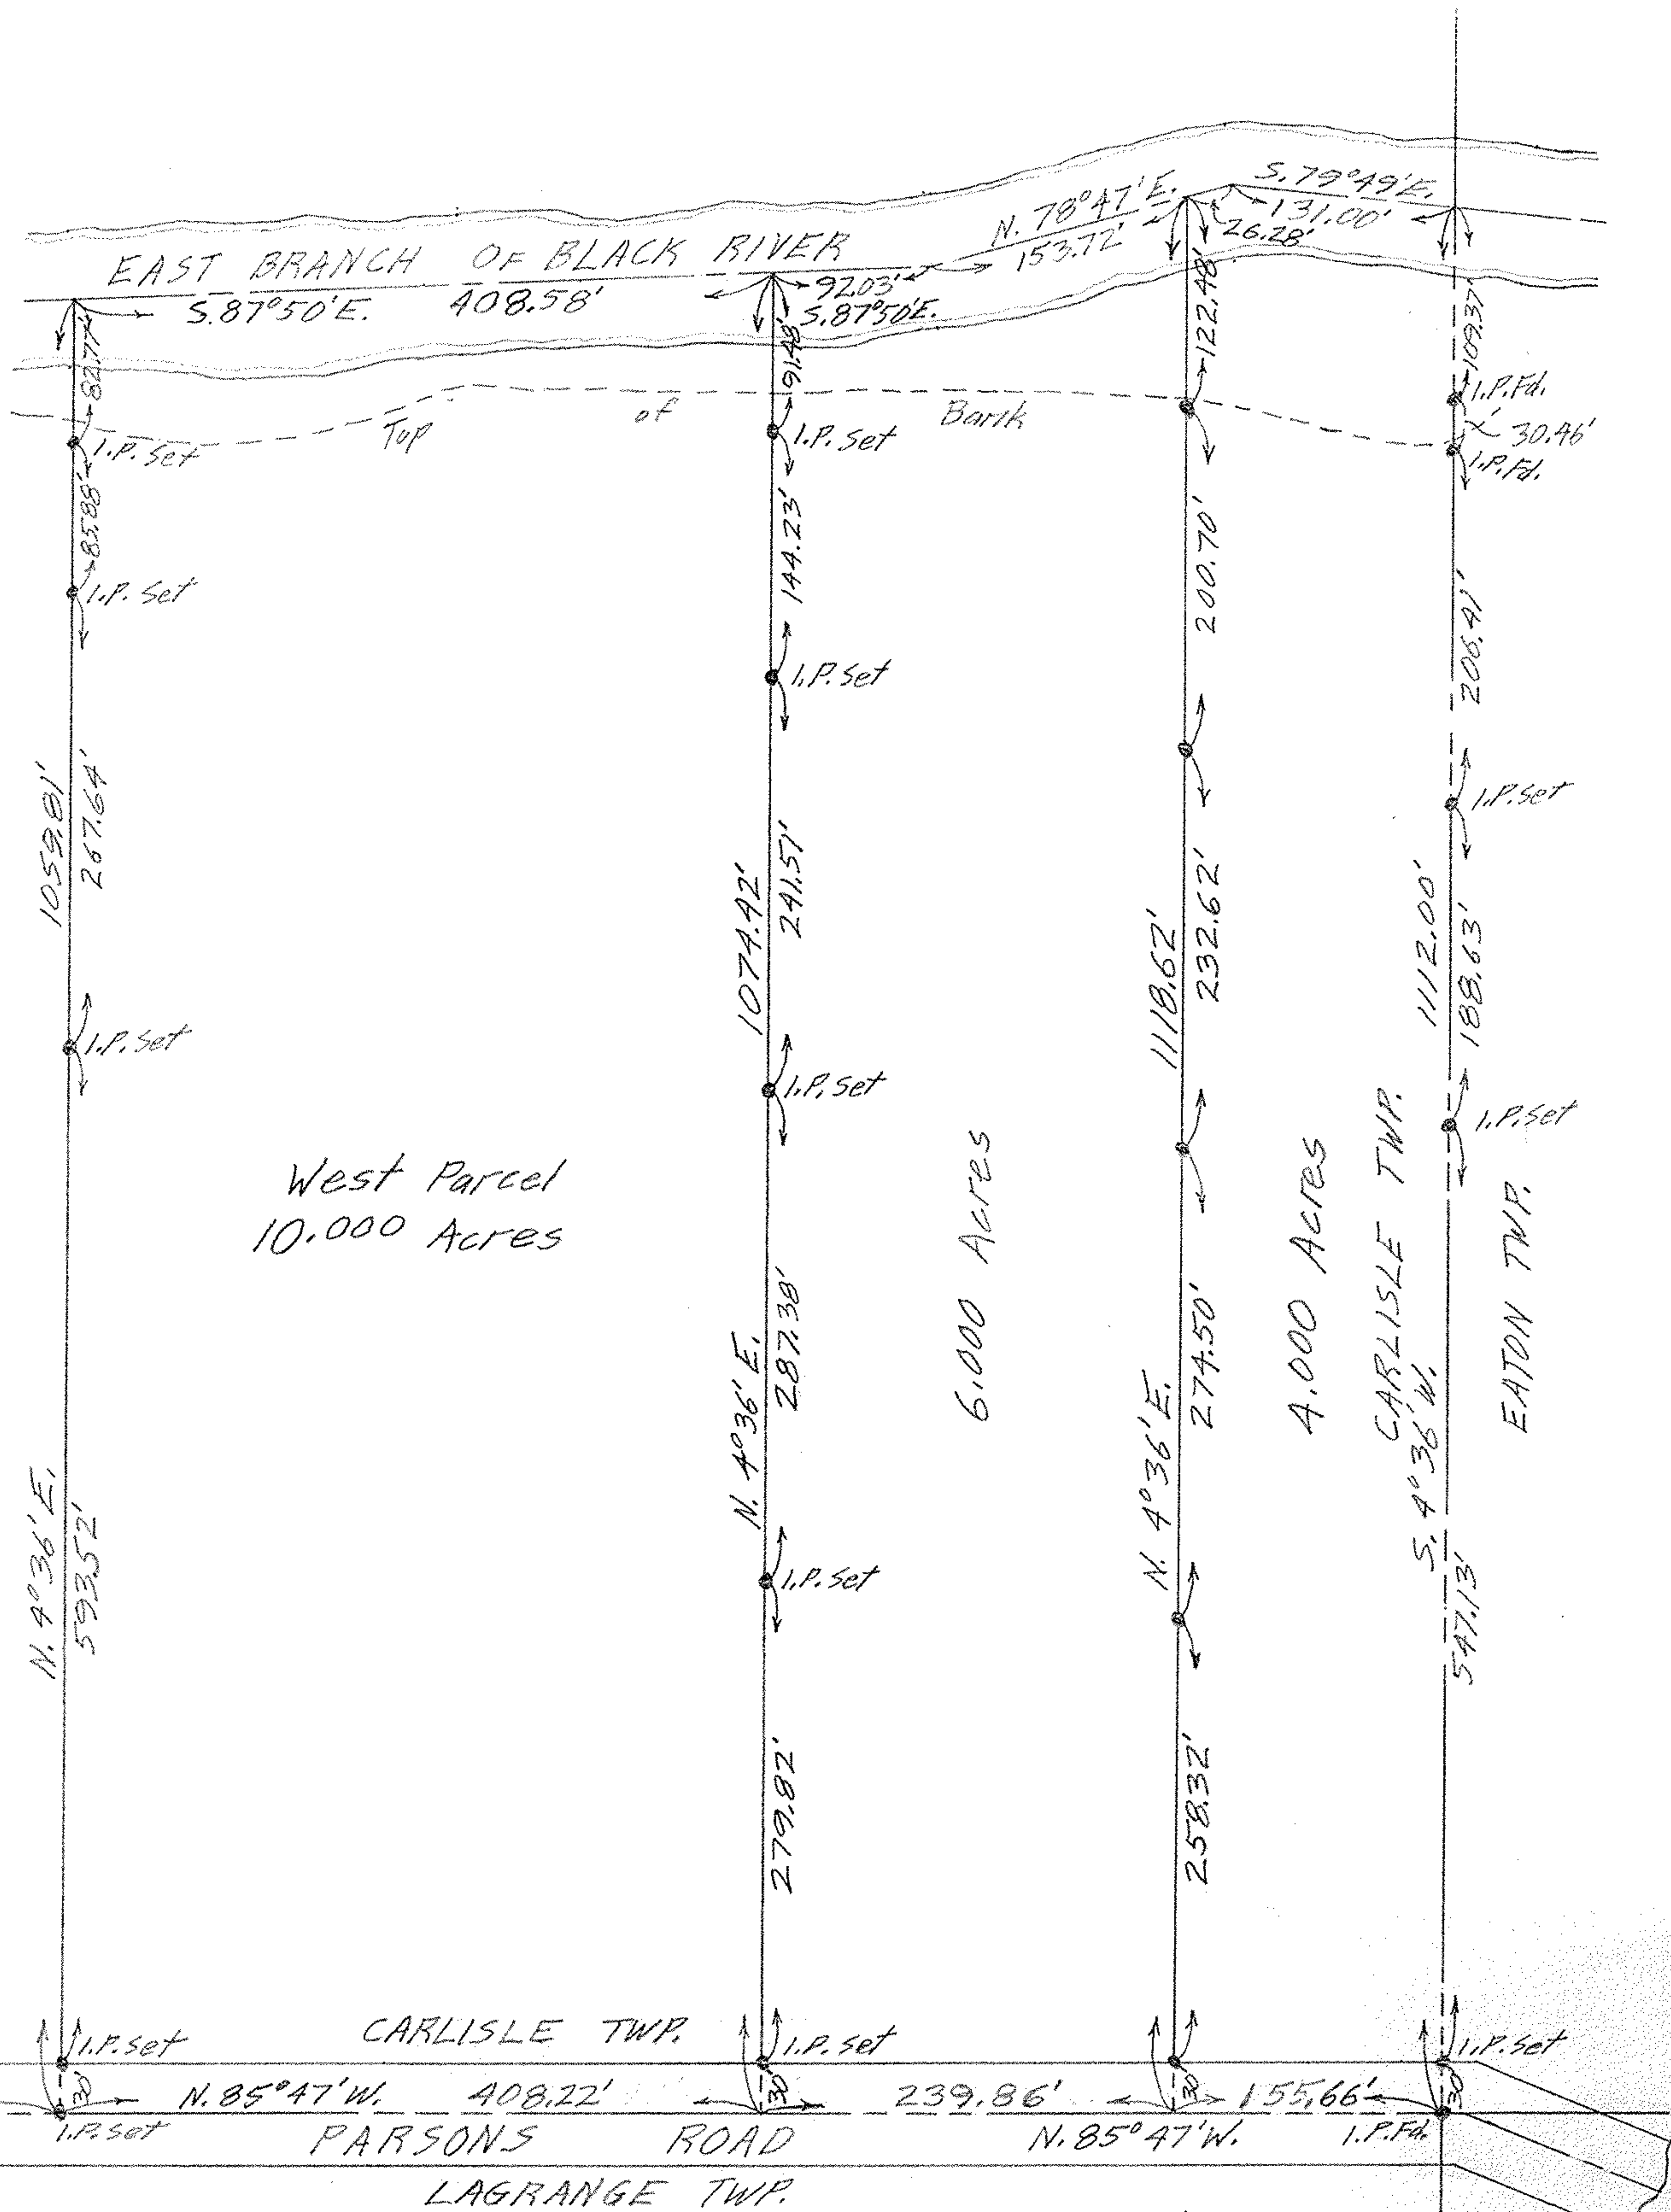 S. 79°49'E.
131.00'
N. 78°47'E.
153.72'
26.28'
EAST BRANCH OF BLACK RIVER
S. 87°50'E. 408.58'
92.03'
S. 87°50'E.
82.77'
91.48'
122.48'
109.37'
I.P. Fd.
30.46'
I.P. Fd.
Top of Bank
I.P. Set
I.P. Set
85.88'
144.23'
200.70'
206.41'
I.P. Set
I.P. Set
I.P. Set
1059.81'
267.64'
1074.42'
241.51'
1118.62'
232.62'
1112.00'
188.63'
I.P. Set
I.P. Set
I.P. Set
West Parcel
10.000 Acres
6.000 Acres
4.000 Acres
CARLISLE TWP.
EATON TWP.
N. 4°36' E.
593.52'
N. 4°36' E.
287.38'
N. 4°36' E.
274.50'
S. 4°36' W.
547.13'
I.P. Set
279.82'
258.32'
CARLISLE TWP.
I.P. Set
I.P. Set
I.P. Set
30'
30'
30'
30'
N. 85°47'W. 408.22'
239.86'
155.66'
I.P. Set
PARSONS ROAD
N. 85°47'W.
I.P. Fd.
LAGRANGE TWP.